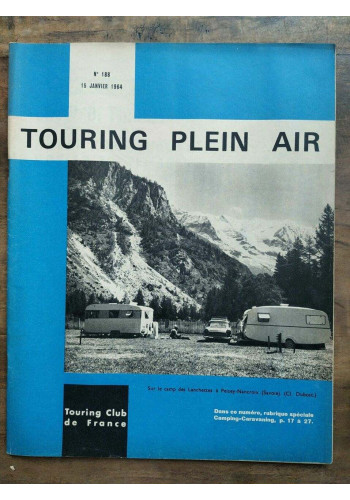 N° 188
15 JANVIER 1964
TOURING PLEIN AIR
Sur le camp des Lanchettes à Peisey-Nancroix (Savoie). (Cl. Dubost.)
Touring Club
de France
Dans ce numéro, rubrique spéciale
Camping-Caravaning, p. 17 à 27.